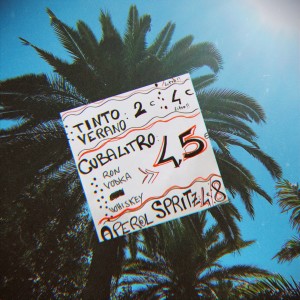 TINTO
VERANO 2€ 4€
CUBALITRO
RON
VODKA
WHISKEY
4.5€
APEROL SPRITZ 4'8